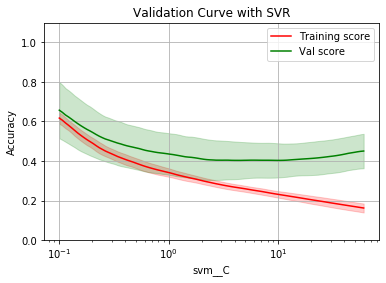 Validation Curve with SVR
Training score
Val score
Accuracy
1.0
0.8
0.6
0.4
0.2
0.0
10⁻¹
10⁰
10¹
svm__C